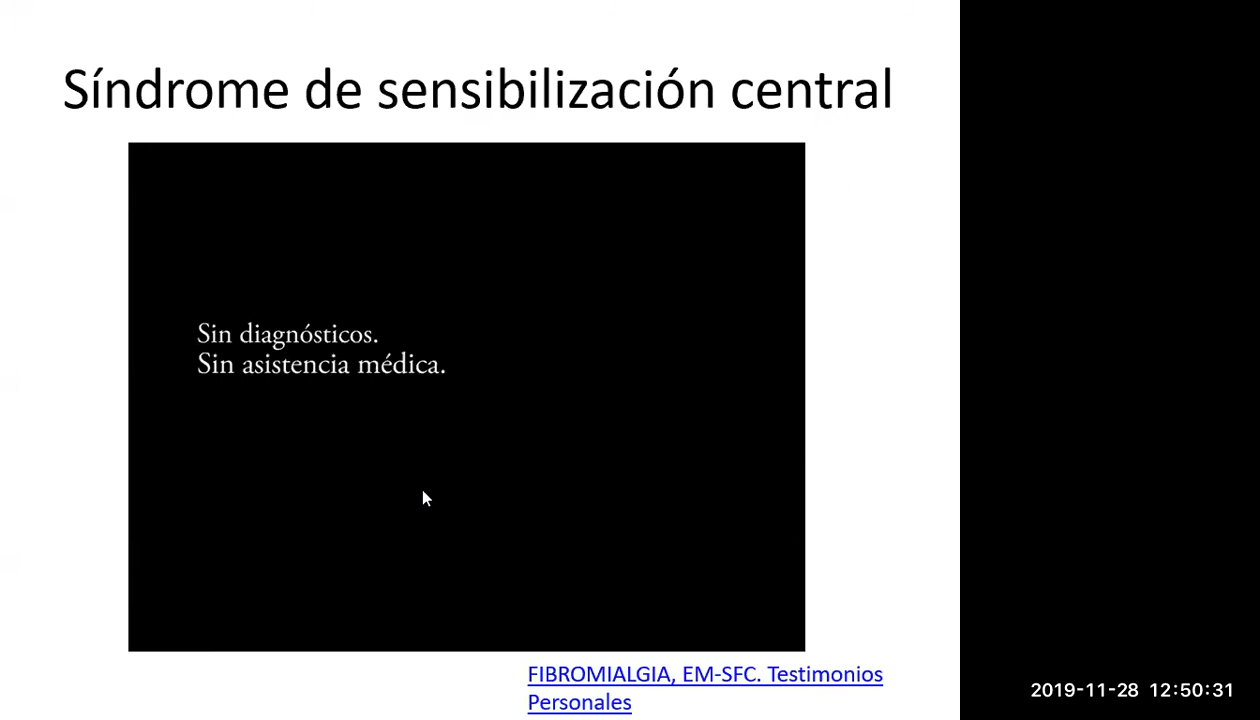 Síndrome de sensibilización central
Sin diagnósticos.
Sin asistencia médica.
FIBROMIALGIA, EM-SFC. Testimonios
Personales
2019-11-28 12:50:31